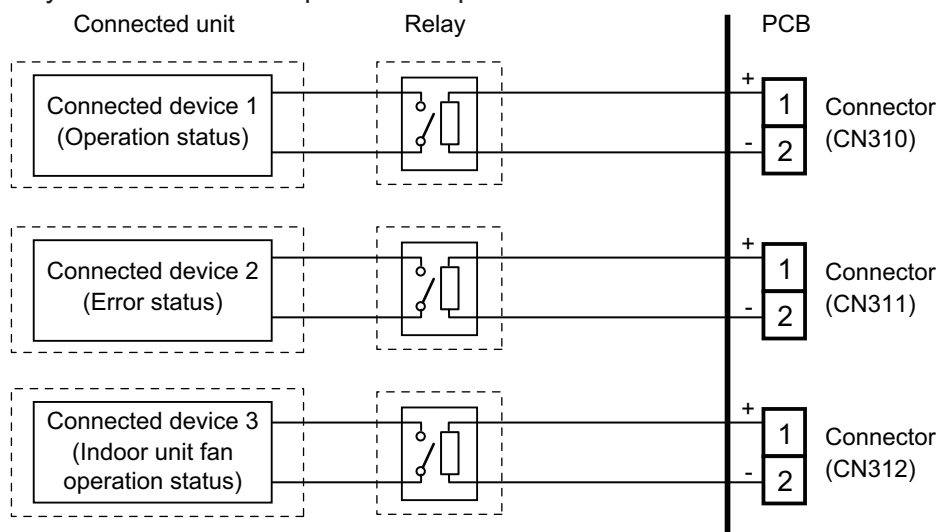 Connected unit
Relay
PCB
Connected device 1
(Operation status)
+
1
-
2
Connector
(CN310)
Connected device 2
(Error status)
+
1
-
2
Connector
(CN311)
Connected device 3
(Indoor unit fan
operation status)
+
1
-
2
Connector
(CN312)